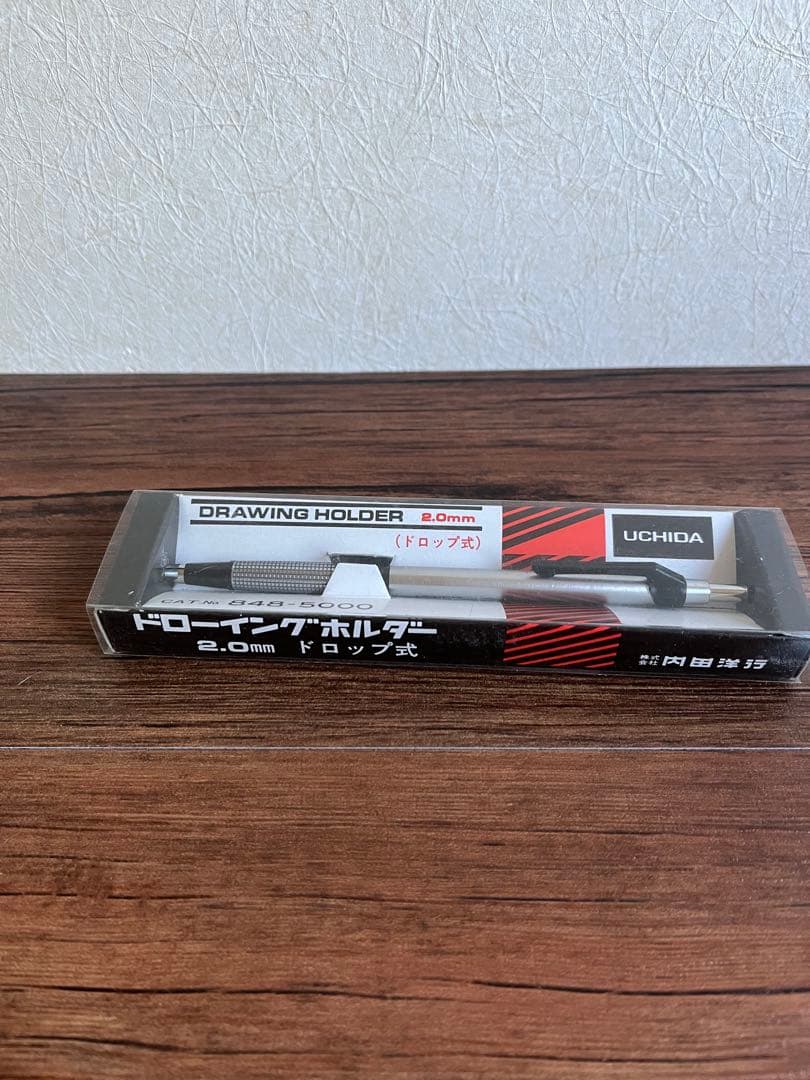 DRAWING HOLDER 2.0mm
(ドロップ式)
UCHIDA
CAT.No. 848-5000
ドローイングホルダー
2.0mm ドロップ式
株式会社 内田洋行